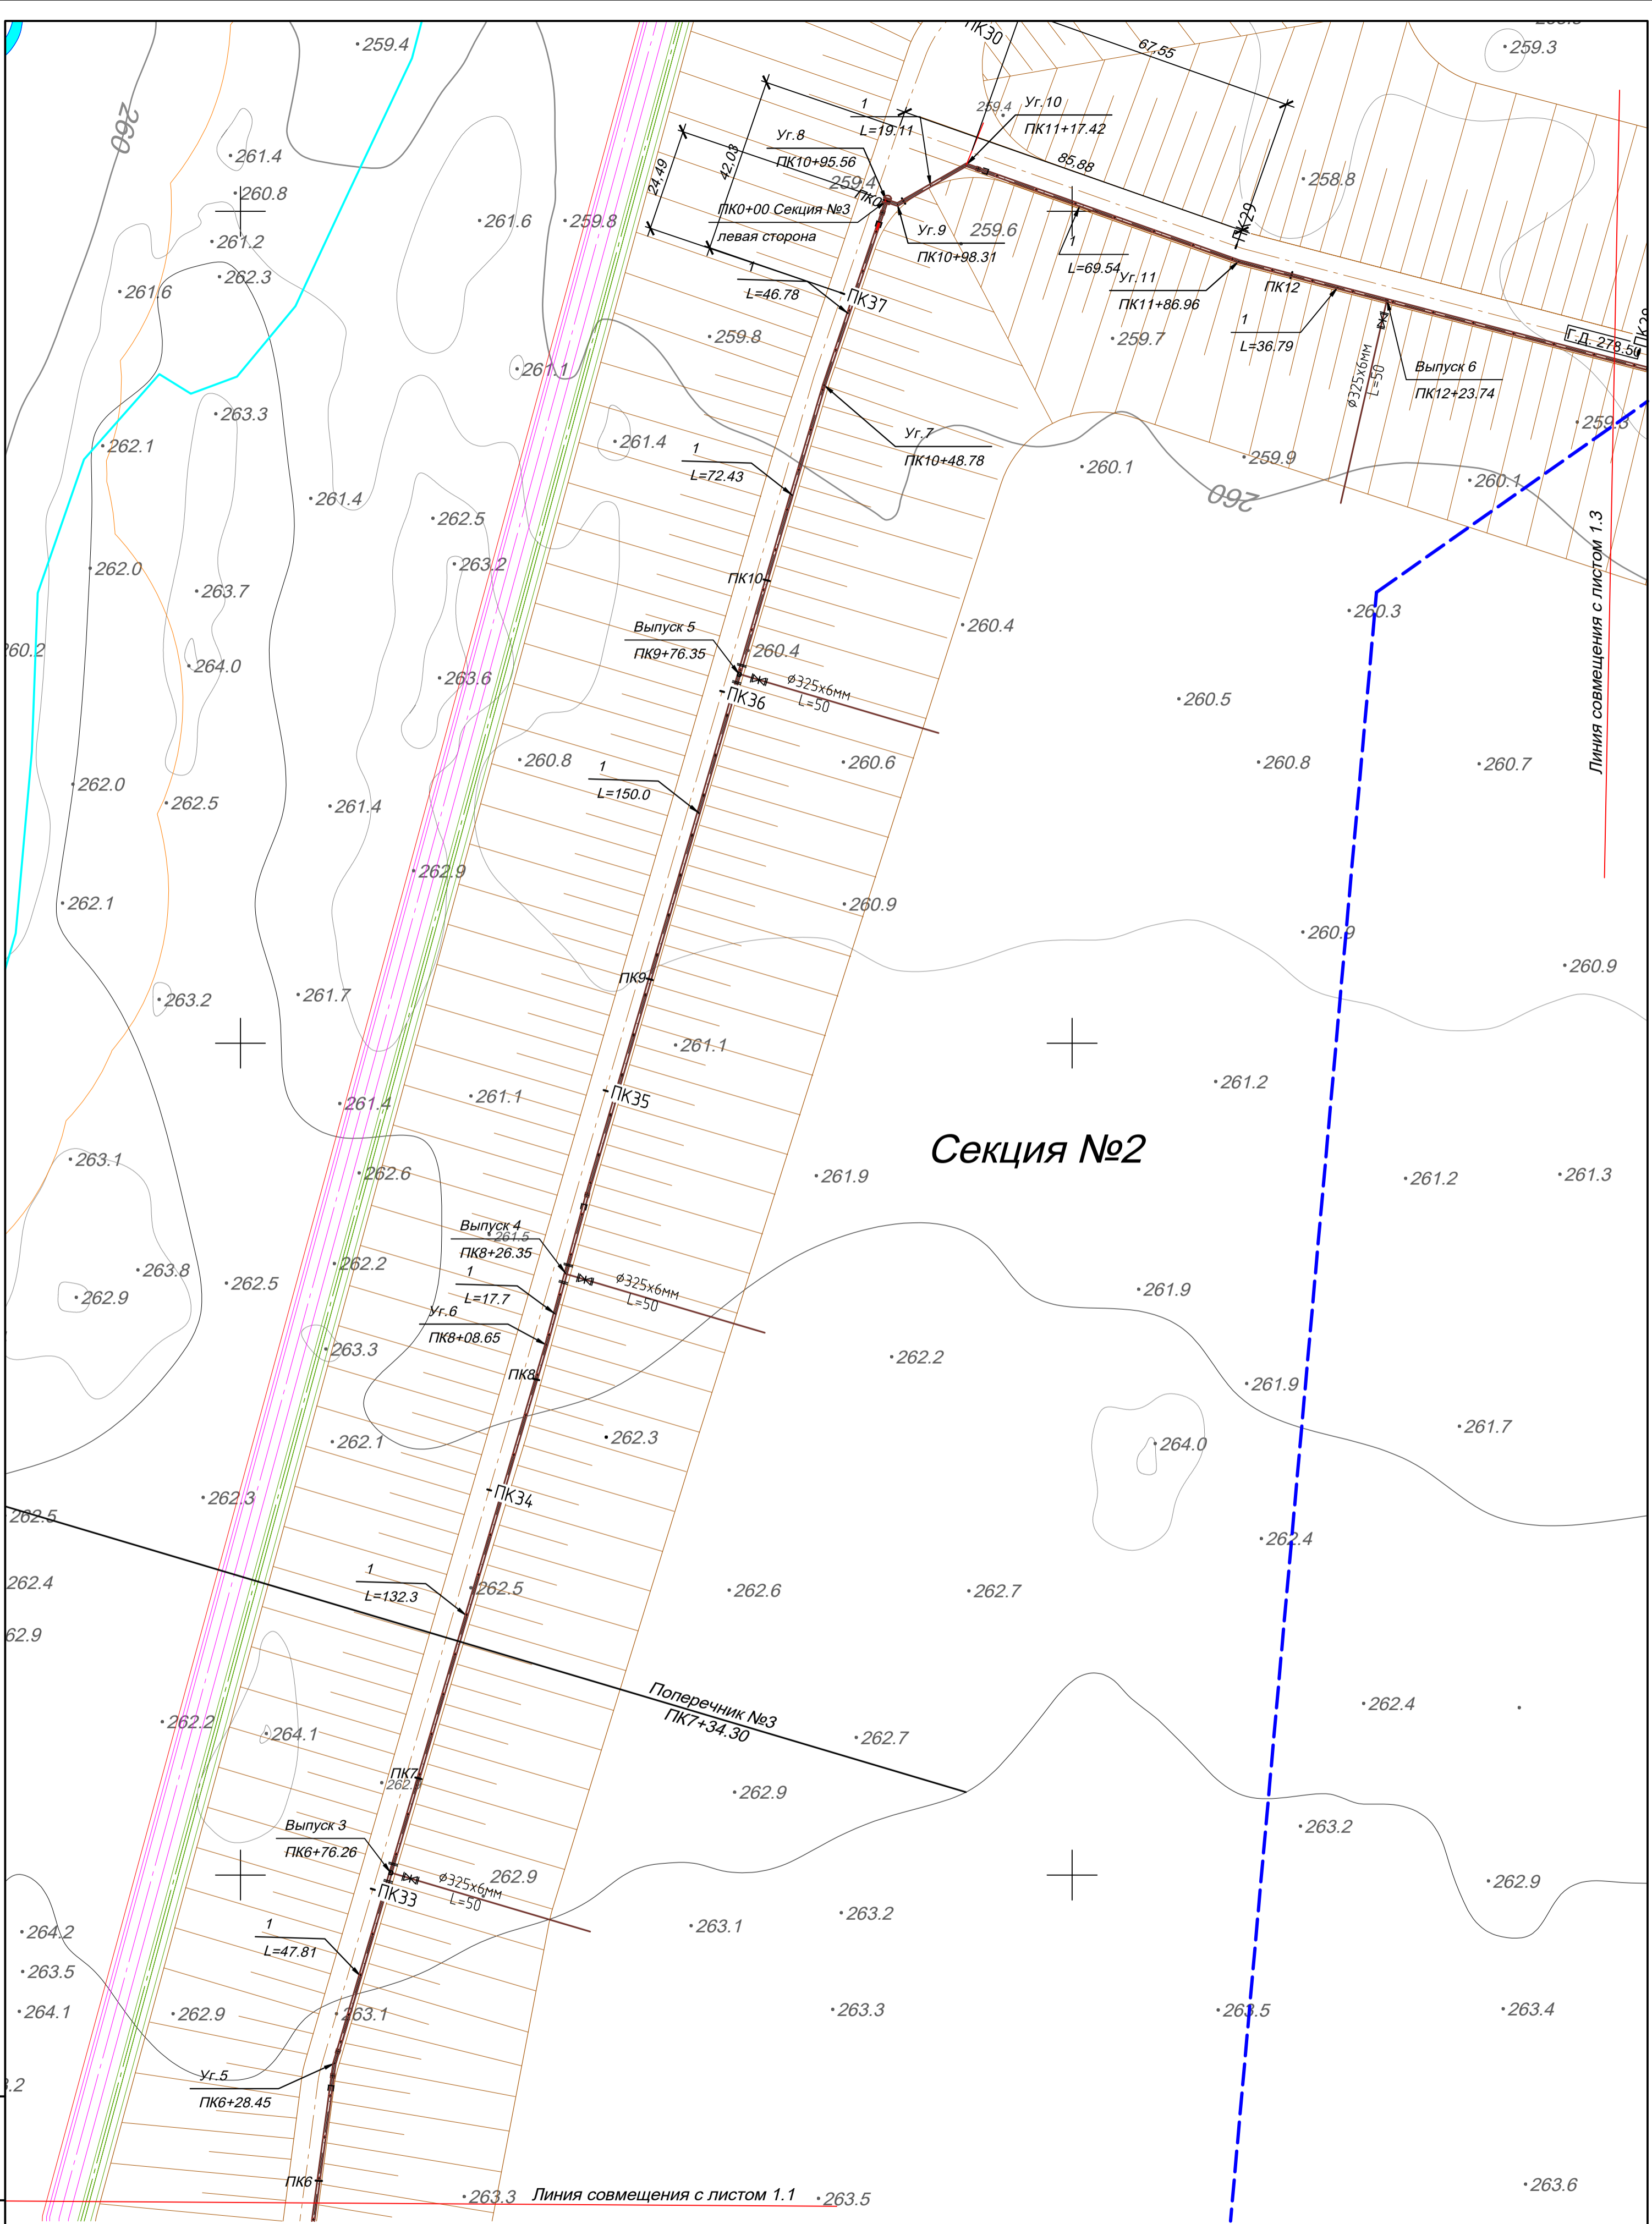 259.4
ПК30
67,55
259.3
260
261.4
260.8
261.2
262.3
261.6
261.6
259.8
24,49
42,03
1
L=19.11
Уг.8
ПК10+95.56
259.4
ПК0
259.4
Уг.10
ПК11+17.42
85,88
258.8
ПК0+00 Секция №3
левая сторона
Уг.9
ПК10+98.31
259.6
1
L=69.54
ПК29
Уг.11
ПК11+86.96
ПК12
1
L=46.78
ПК37
259.8
259.7
1
L=36.79
Г.Д. 278.50
Выпуск 6
ПК12+23.74
ϕ325x6мм
L=50
261.1
263.3
262.1
261.4
Уг.7
ПК10+48.78
1
L=72.43
260.1
259.9
260
260.1
261.4
262.5
263.2
262.0
263.7
ПК10
260.3
Линия совмещения с листом 1.3
Выпуск 5
ПК9+76.35
260.4
260.4
260.2
264.0
263.6
ϕ325x6мм
L=50
ПК36
260.5
260.8
260.6
260.8
260.7
1
L=150.0
262.0
262.5
261.4
262.9
262.1
260.9
260.9
260.9
ПК9
263.2
261.7
261.1
ПК35
261.1
261.4
261.2
Секция №2
263.1
262.6
261.9
261.2
261.3
Выпуск 4
261.5
ПК8+26.35
263.8
262.5
262.2
262.9
1
L=17.7
ϕ325x6мм
L=50
261.9
Уг.6
ПК8+08.65
263.3
262.2
ПК8
261.9
262.1
262.3
264.0
261.7
262.3
ПК34
262.5
262.4
262.4
1
L=132.3
262.5
262.6
262.7
Поперечник №3
ПК7+34.30
262.2
264.1
262.7
262.4
ПК7
262.9
Выпуск 3
ПК6+76.26
263.2
262.9
262.9
ϕ325x6мм
L=50
ПК33
264.2
1
L=47.81
263.1
263.2
263.5
264.1
262.9
263.1
263.3
263.5
263.4
Уг.5
ПК6+28.45
ПК6
263.3
Линия совмещения с листом 1.1
263.5
263.6